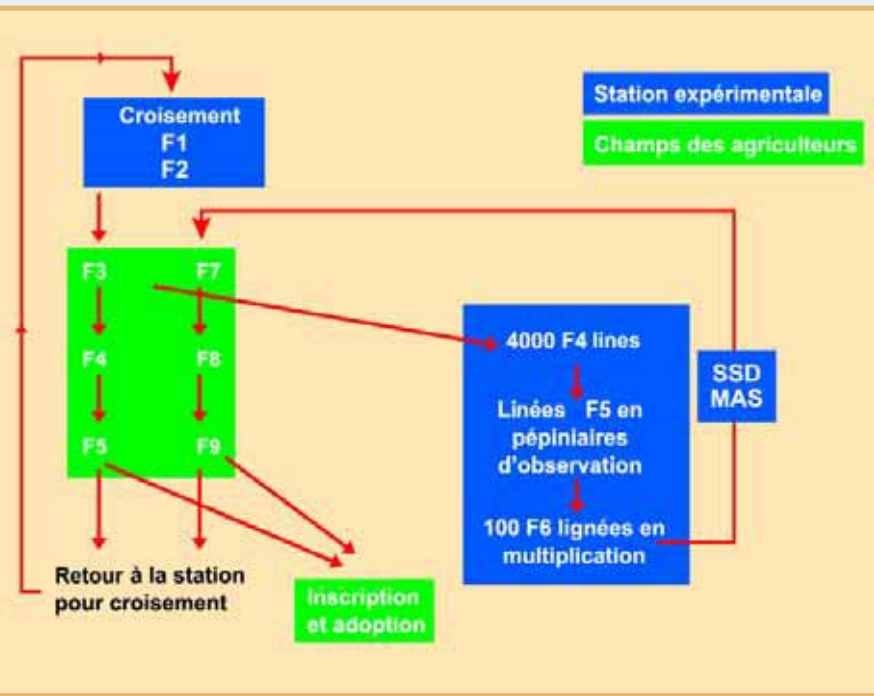 Croisement
F1
F2
Station expérimentale
Champs des agriculteurs
F3
F7
F4
F8
F5
F9
4000 F4 lines
Linées F5 en
pépiniaires
d'observation
100 F6 lignées en
multiplication
SSD
MAS
Retour à la station
pour croisement
Inscription
et adoption